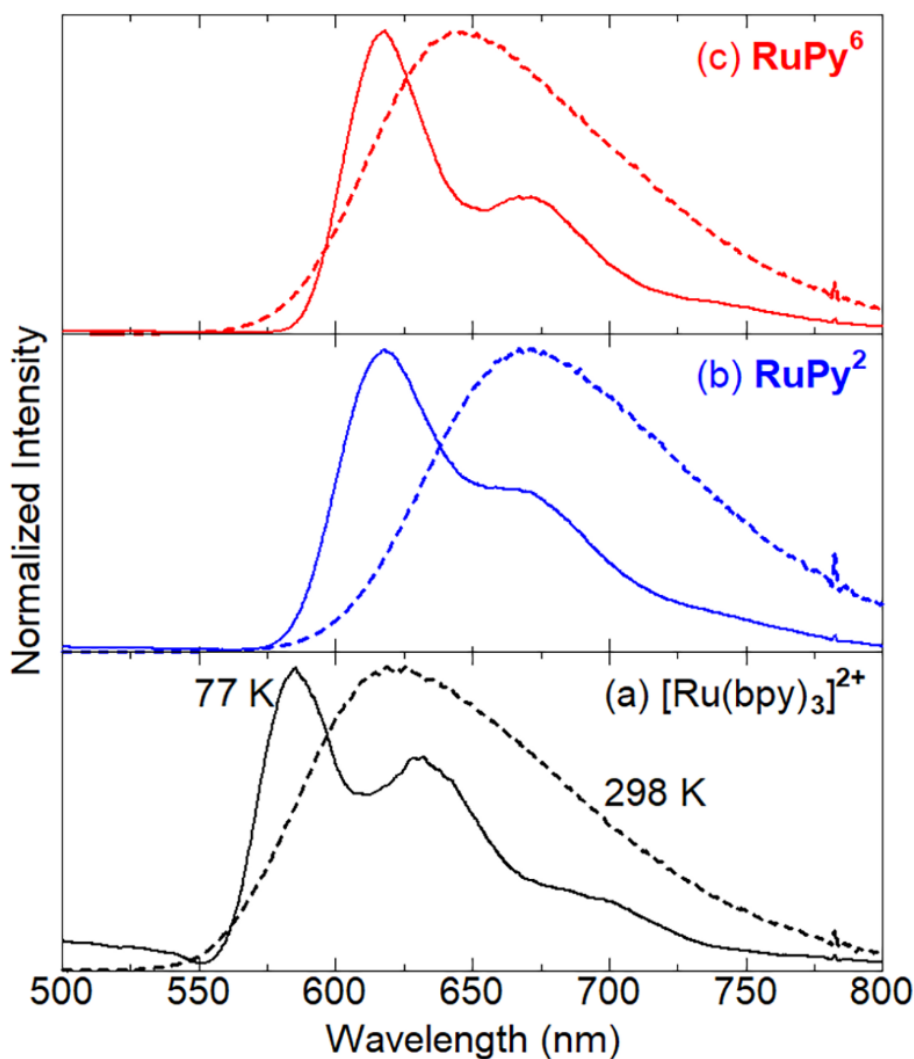 (c) RuPy⁶
(b) RuPy²
77 K
(a) [Ru(bpy)₃]²⁺
298 K
500 550 600 650 700 750 800
Wavelength (nm)
Normalized Intensity